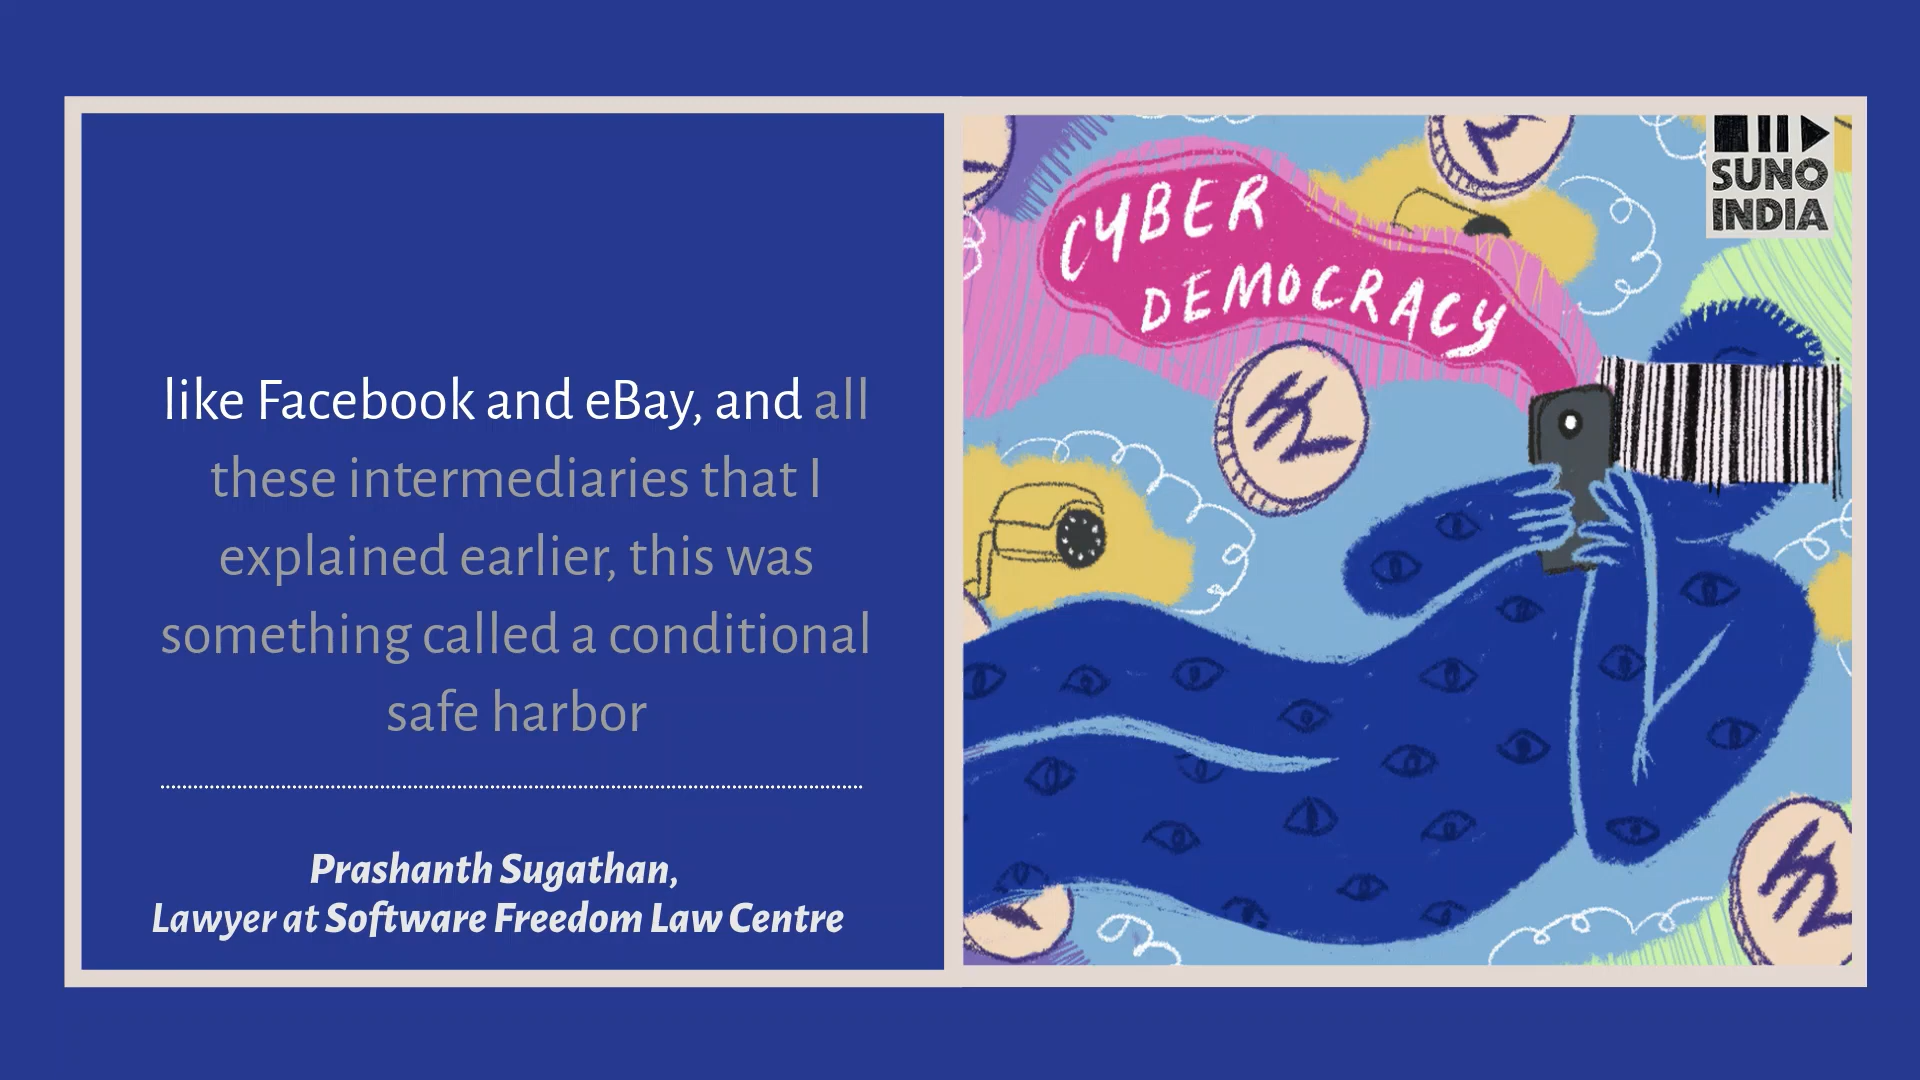 like Facebook and eBay, and all
these intermediaries that I
explained earlier, this was
something called a conditional
safe harbor
Prashanth Sugathan,
Lawyer at Software Freedom Law Centre
CYBER
DEMOCRACY
SUNO
INDIA